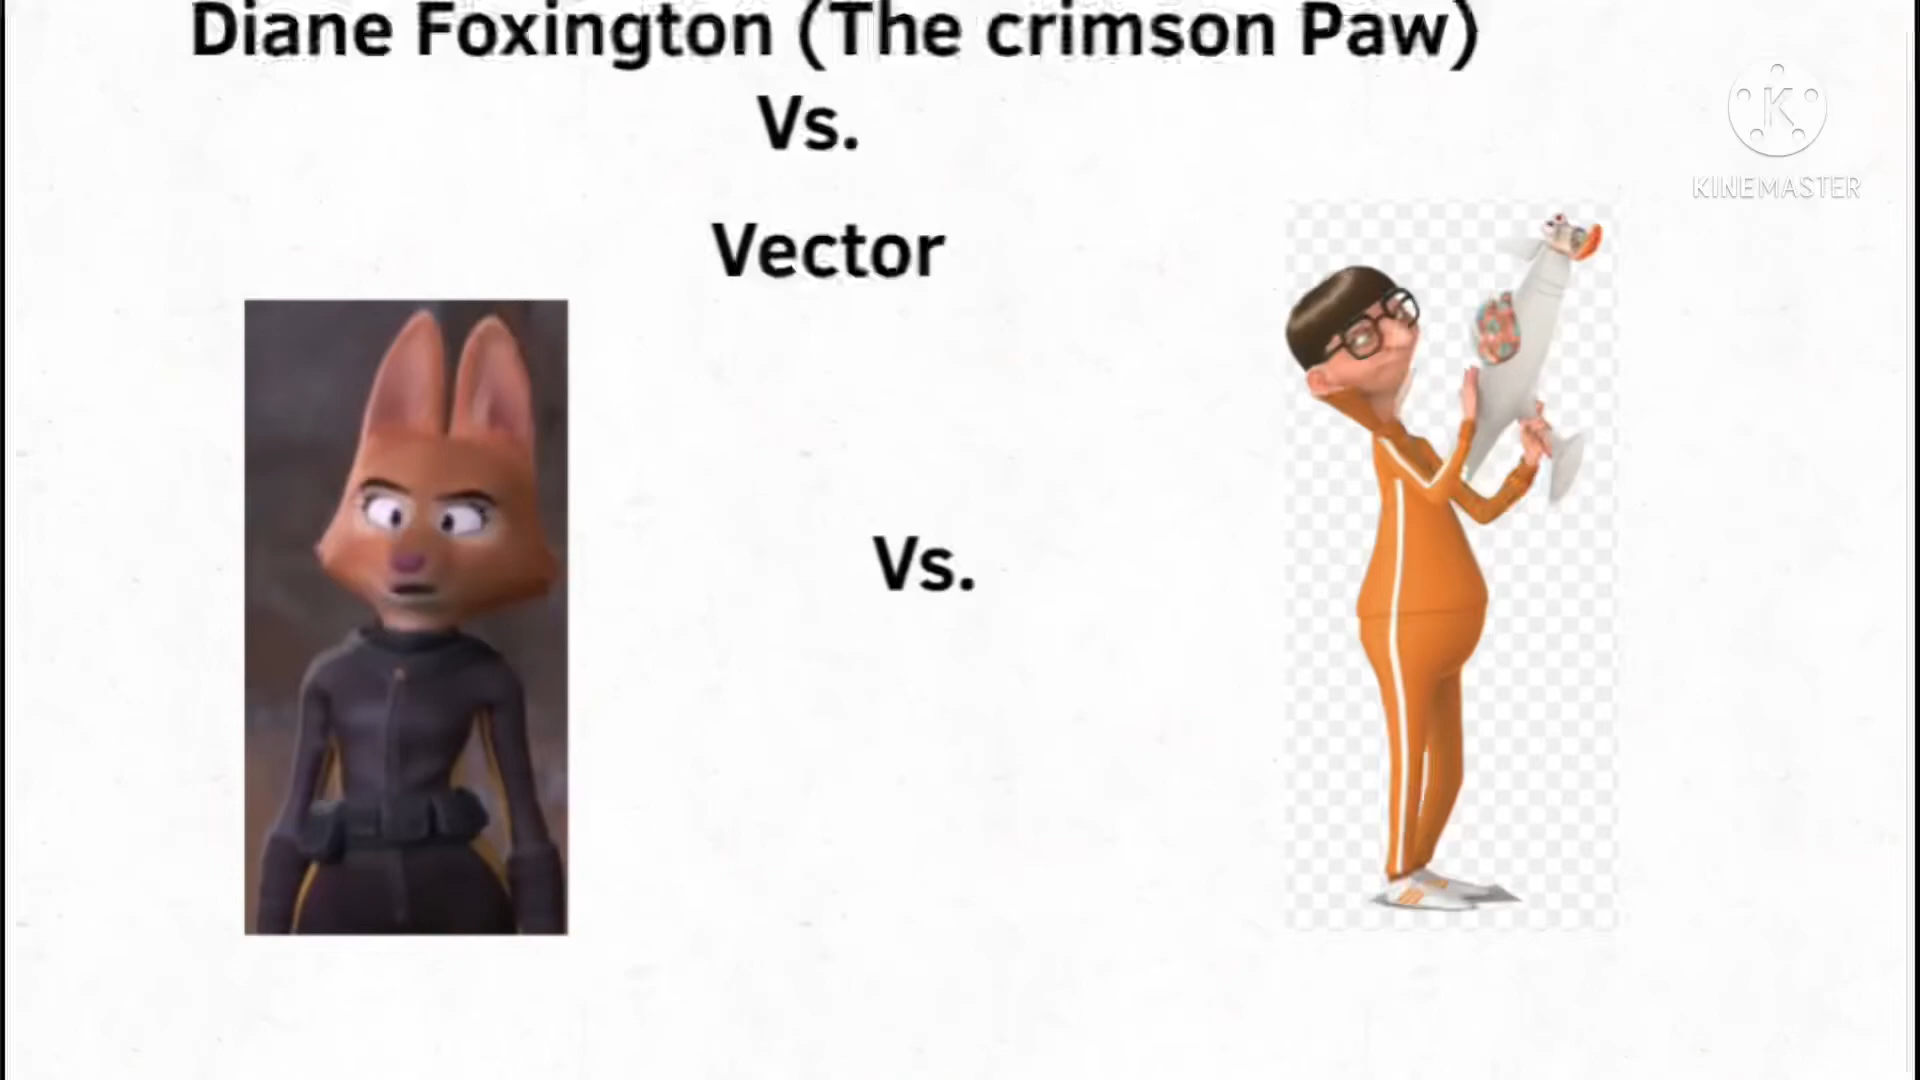 Diane Foxington (The crimson Paw)
Vs.
Vector
Vs.
K
KINEMASTER